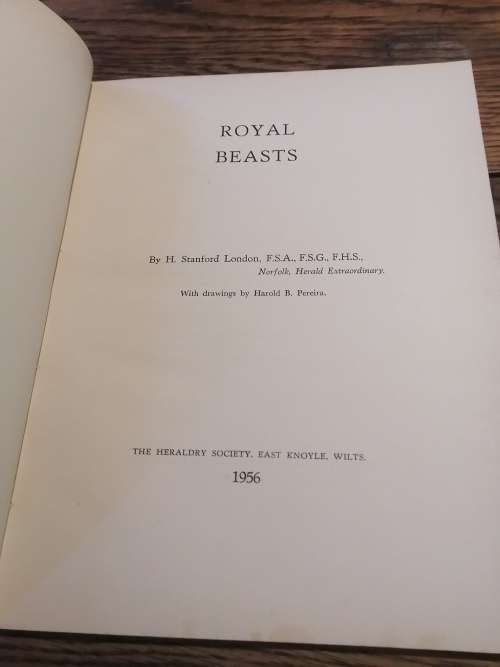 ROYAL
BEASTS
By H. Stanford London, F.S.A., F.S.G., F.H.S.,
Norfolk, Herald Extraordinary.
With drawings by Harold B. Pereira.
THE HERALDRY SOCIETY, EAST KNOYLE, WILTS.
1956